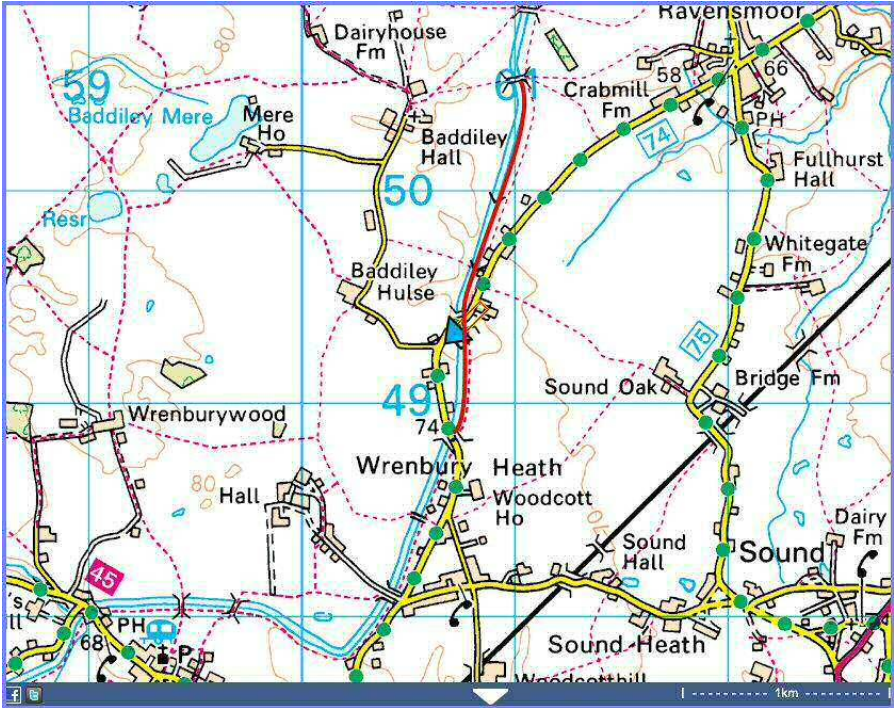 Ravensmoor
Dairyhouse
Fm
59
Baddiley Mere
80
Mere
Ho
61
Crabmill
Fm
58
66
PH
74
Baddiley
Hall
50
Fullhurst
Hall
Resr
Whitegate
Fm
Baddiley
Hulse
75
Sound Oak
Bridge Fm
49
74
Wrenburywood
Wrenbury Heath
80
Hall
Woodcott
Ho
Sound
Hall
Sound
Dairy
Fm
45
's
PH
68
P
Sound Heath
Woodcotthill
1km